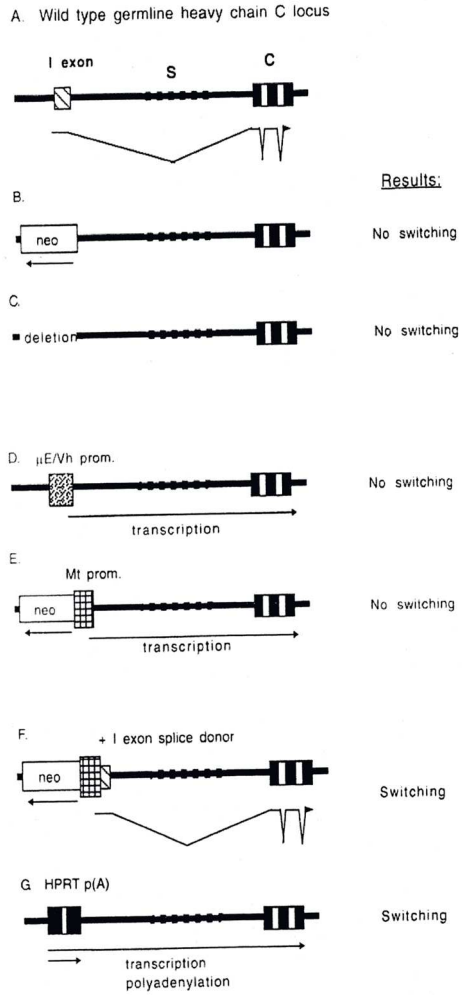 A. Wild type germline heavy chain C locus
I exon
S
C
Results:
B.
neo
No switching
C.
deletion
No switching
D. µE/Vh prom.
No switching
transcription
E.
Mt prom.
neo
No switching
transcription
F.
+ I exon splice donor
neo
Switching
G HPRT p(A)
Switching
transcription
polyadenylation